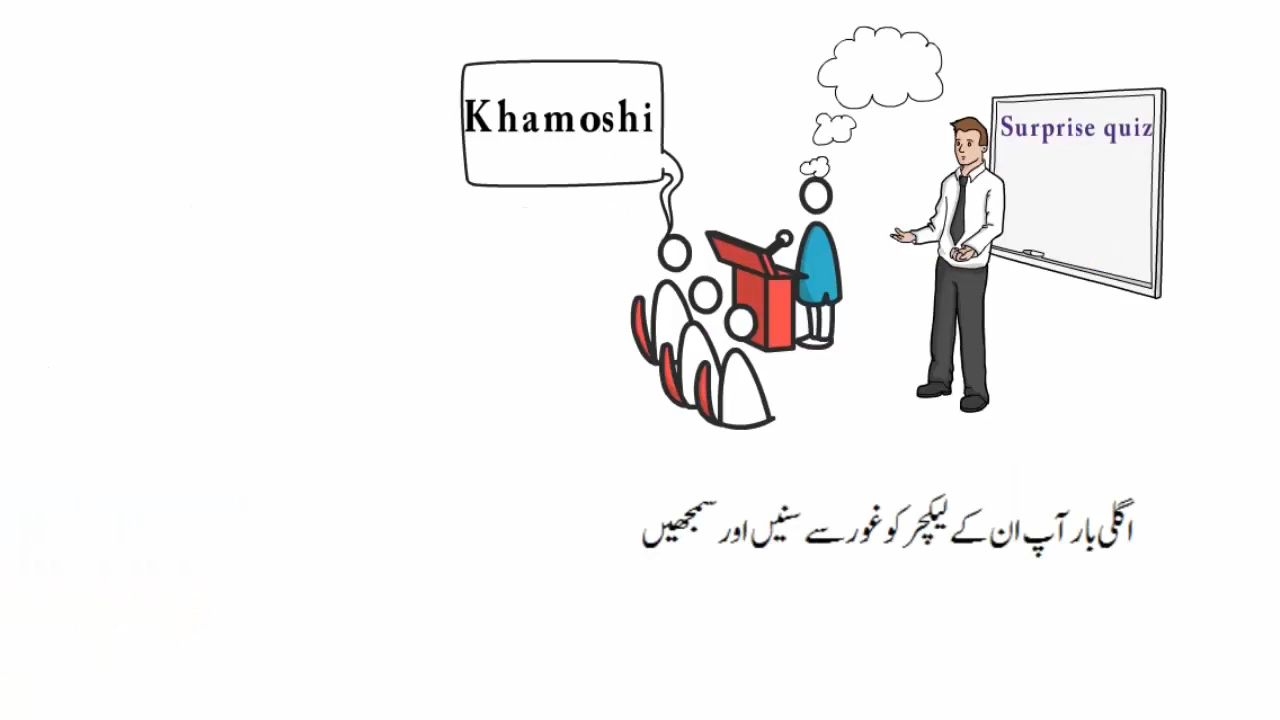 Khamoshi
Surprise quiz
اگلی بار آپ ان کے لیکچر کو غور سے سنیں اور سمجھیں